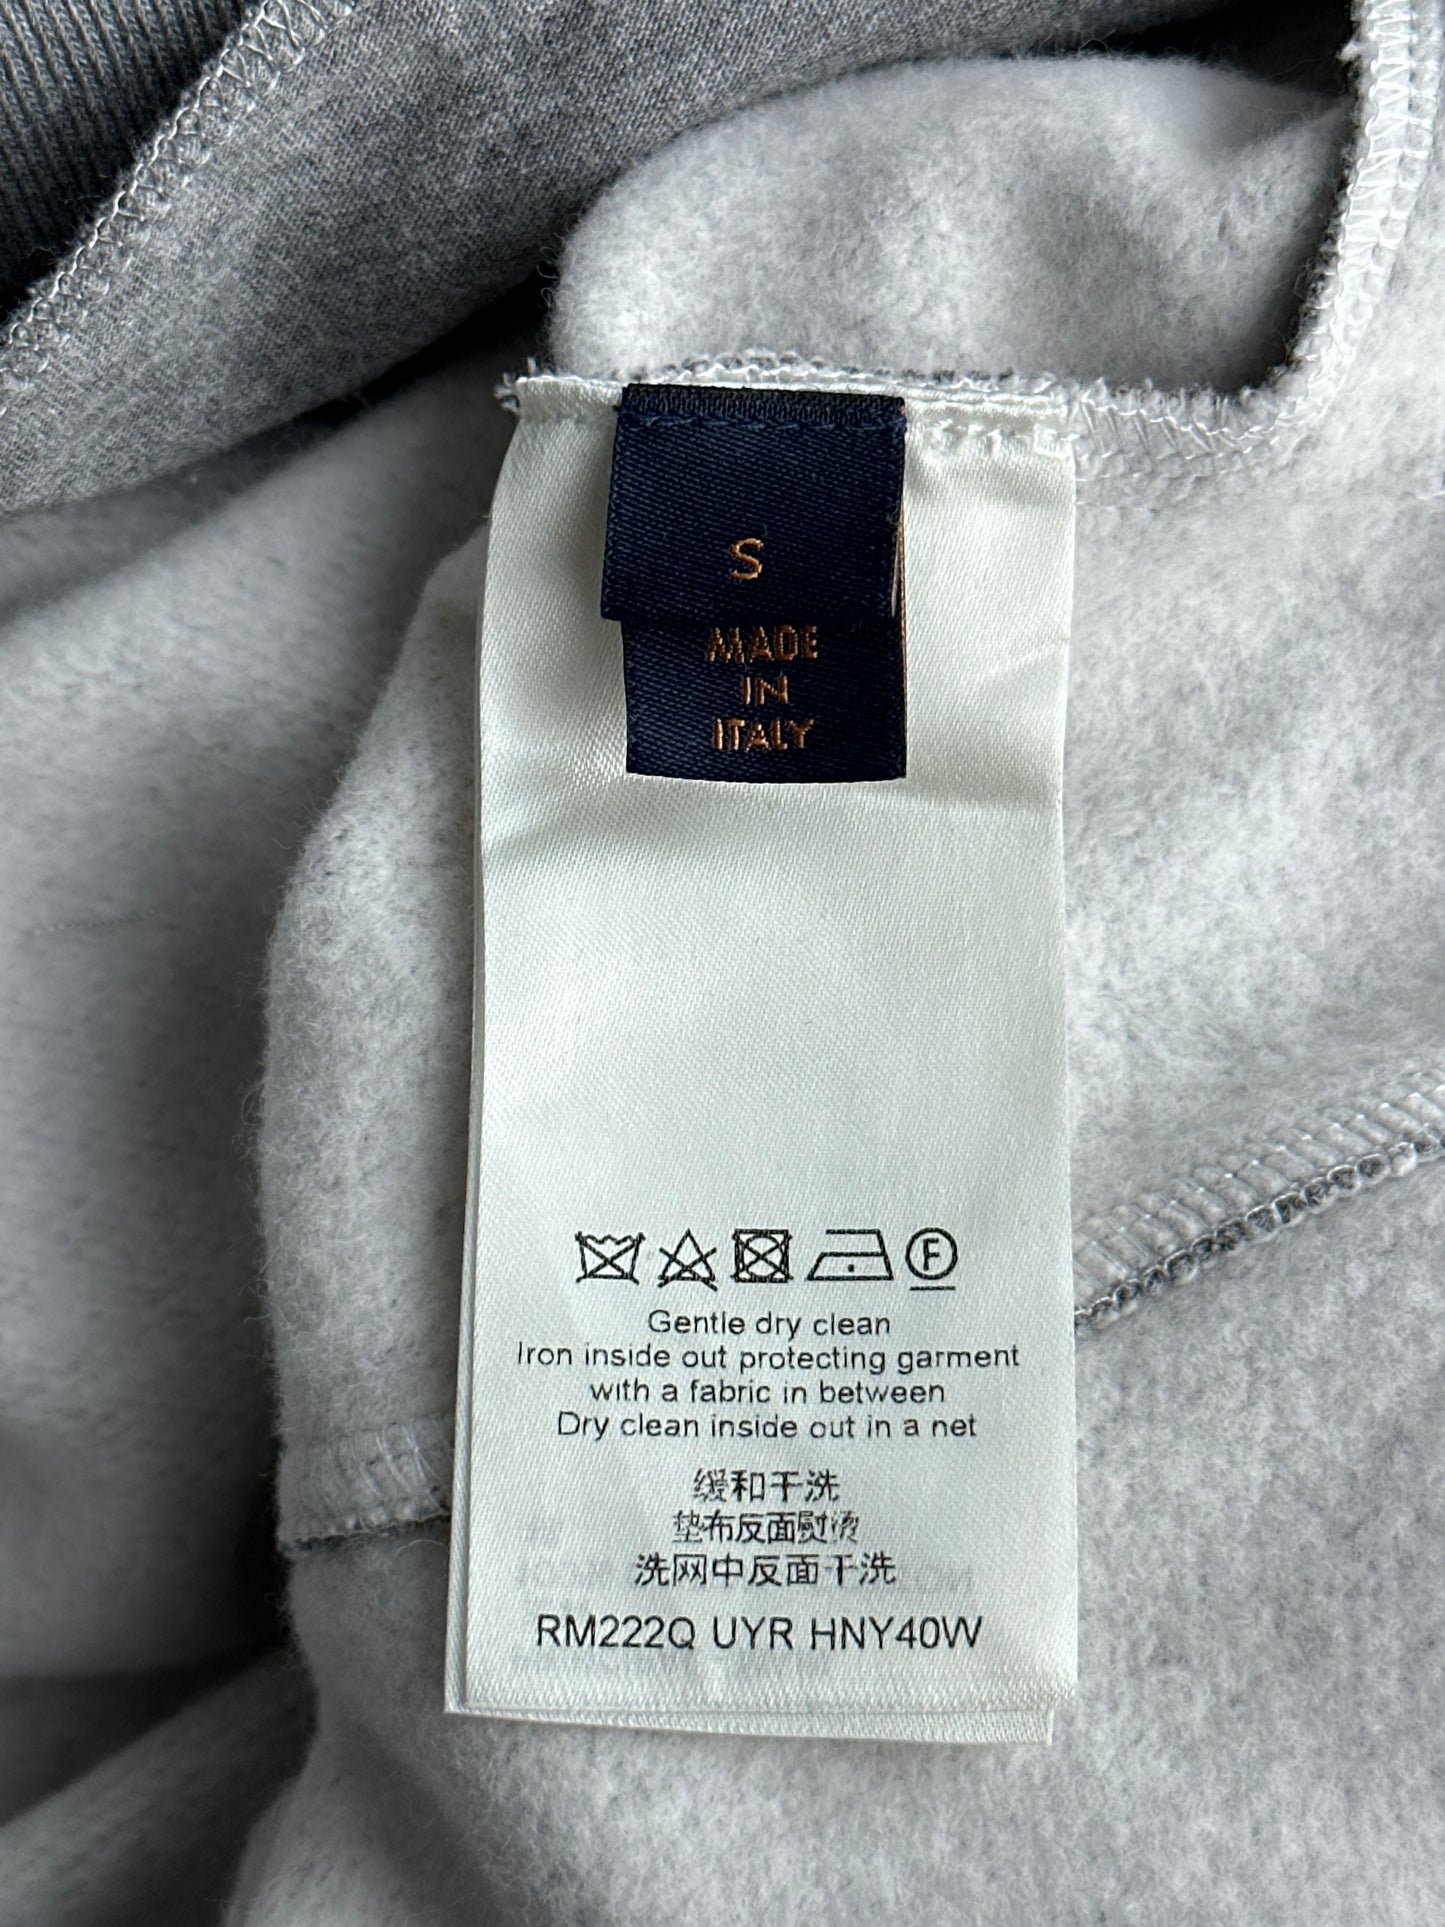 S
MADE
IN
ITALY
F
Gentle dry clean
Iron inside out protecting garment
with a fabric in between
Dry clean inside out in a net
缓和干洗
垫布反面熨烫
洗网中反面干洗
RM222Q UYR HNY40W